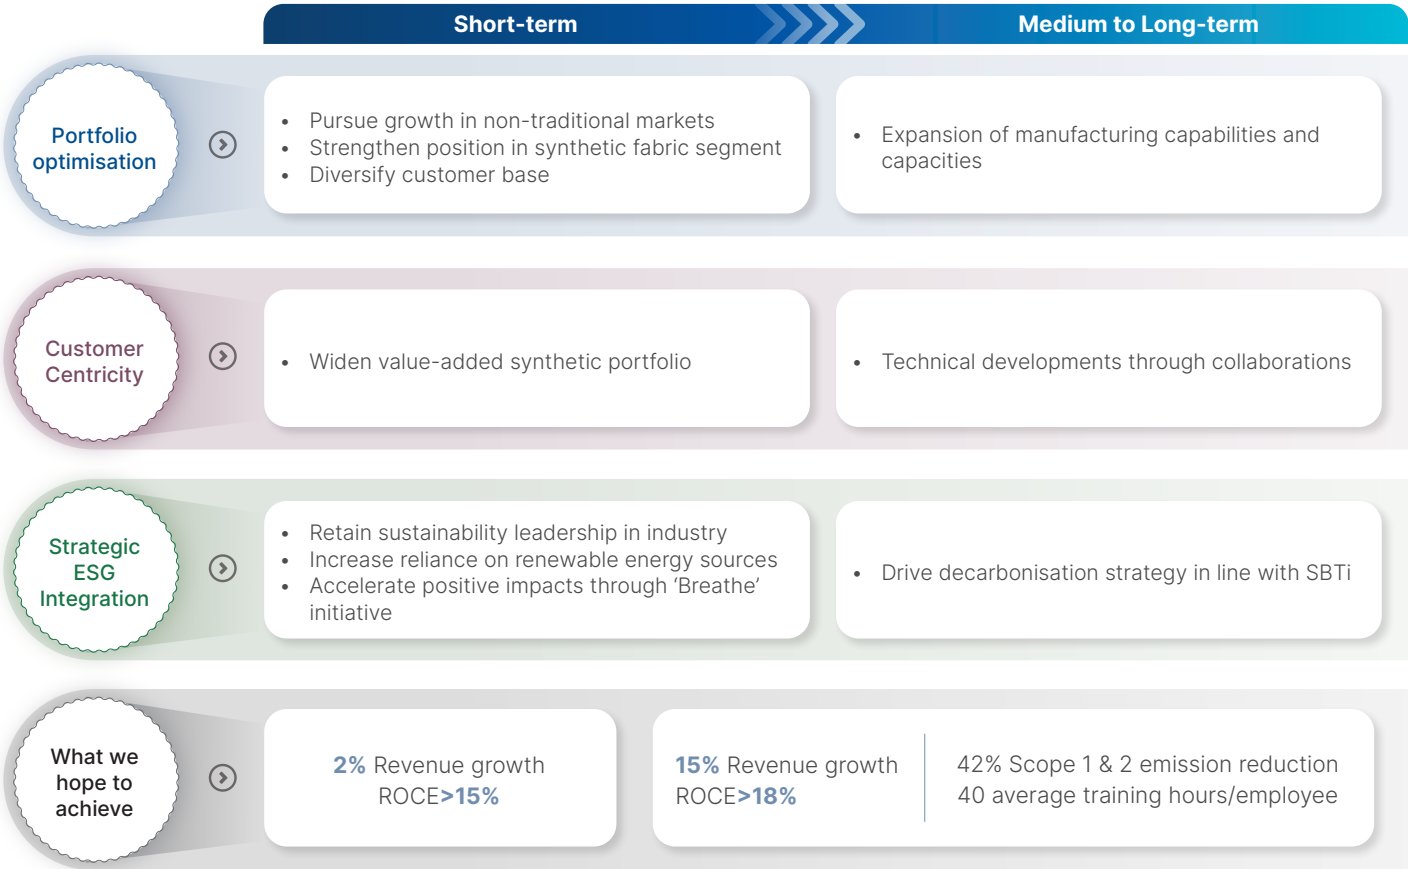 Short-term
Medium to Long-term
Portfolio
optimisation
• Pursue growth in non-traditional markets
• Strengthen position in synthetic fabric segment
• Diversify customer base
• Expansion of manufacturing capabilities and
capacities
Customer
Centricity
• Widen value-added synthetic portfolio
• Technical developments through collaborations
Strategic
ESG
Integration
• Retain sustainability leadership in industry
• Increase reliance on renewable energy sources
• Accelerate positive impacts through ‘Breathe’
initiative
• Drive decarbonisation strategy in line with SBTi
What we
hope to
achieve
2% Revenue growth
ROCE>15%
15% Revenue growth
ROCE>18%
42% Scope 1 & 2 emission reduction
40 average training hours/employee